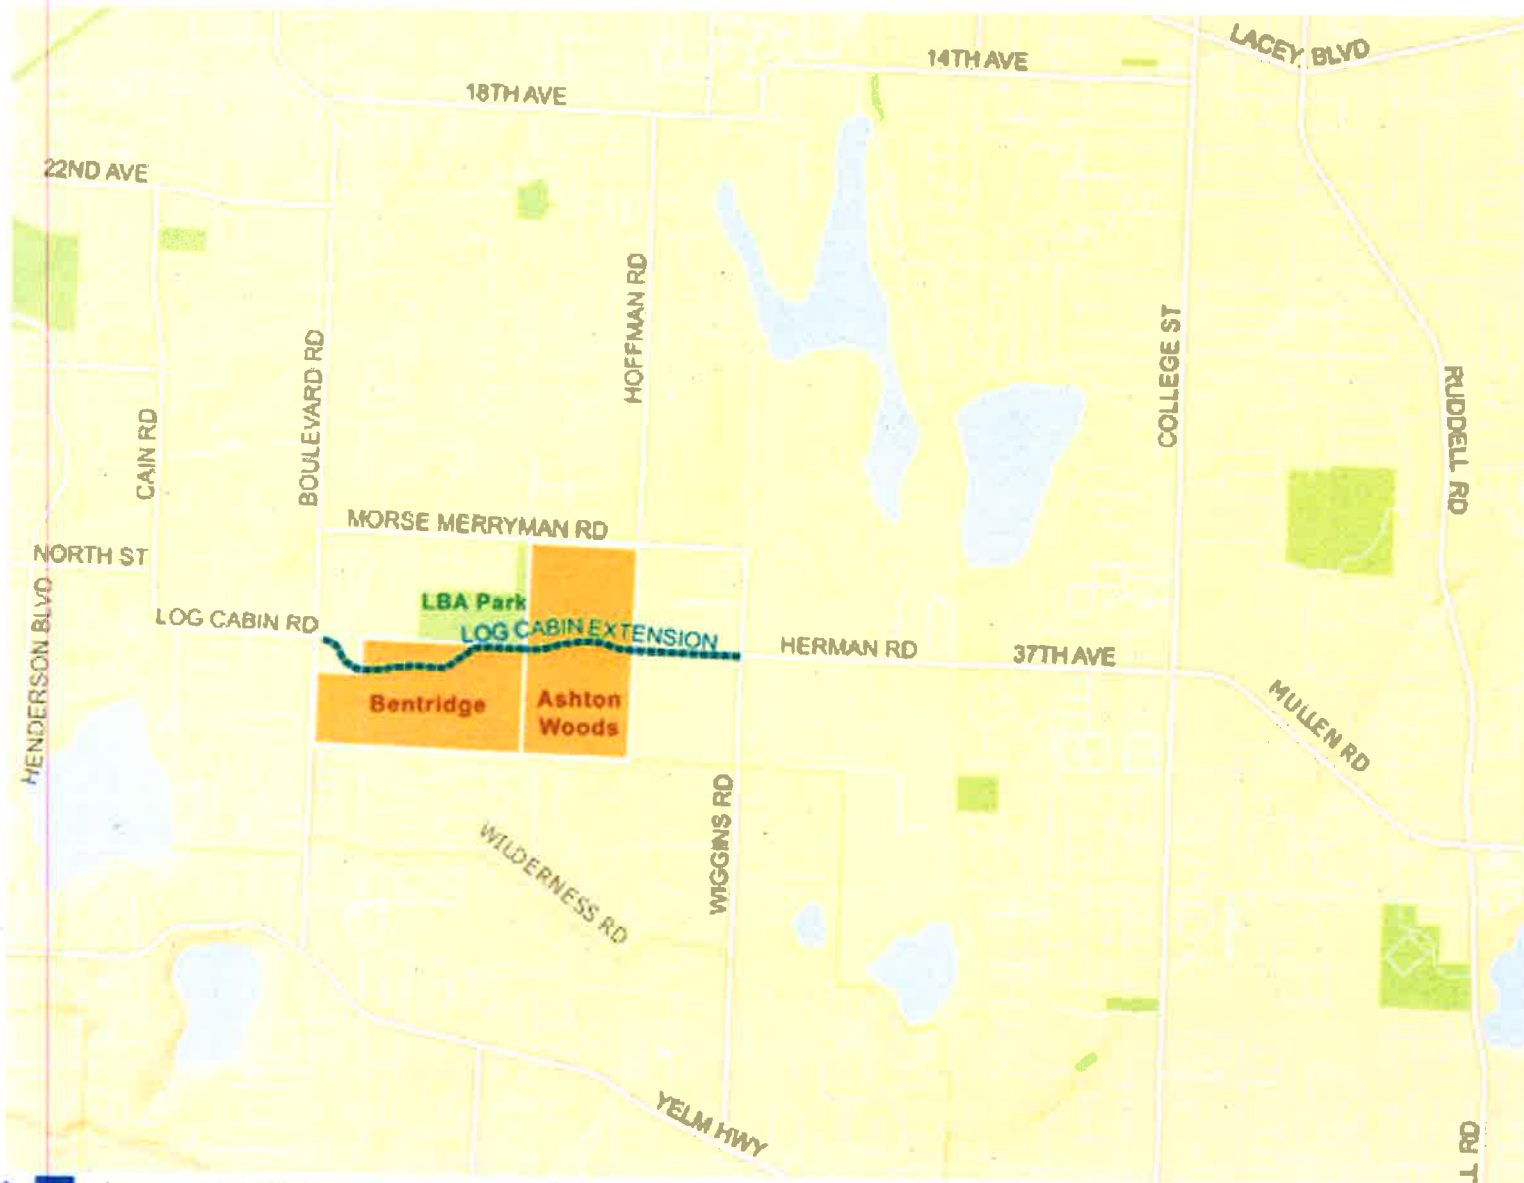 LACEY BLVD
14TH AVE
18TH AVE
22ND AVE
HOFFMAN RD
BOULEVARD RD
COLLEGE ST
RUDDELL RD
CAIN RD
MORSE MERRYMAN RD
NORTH ST
LBA Park
LOG CABIN RD
LOG CABIN EXTENSION
HERMAN RD
37TH AVE
HENDERSON BLVD
Bentridge
Ashton
Woods
MULLEN RD
WIGGINS RD
WILDERNESS RD
YELM HWY
RD